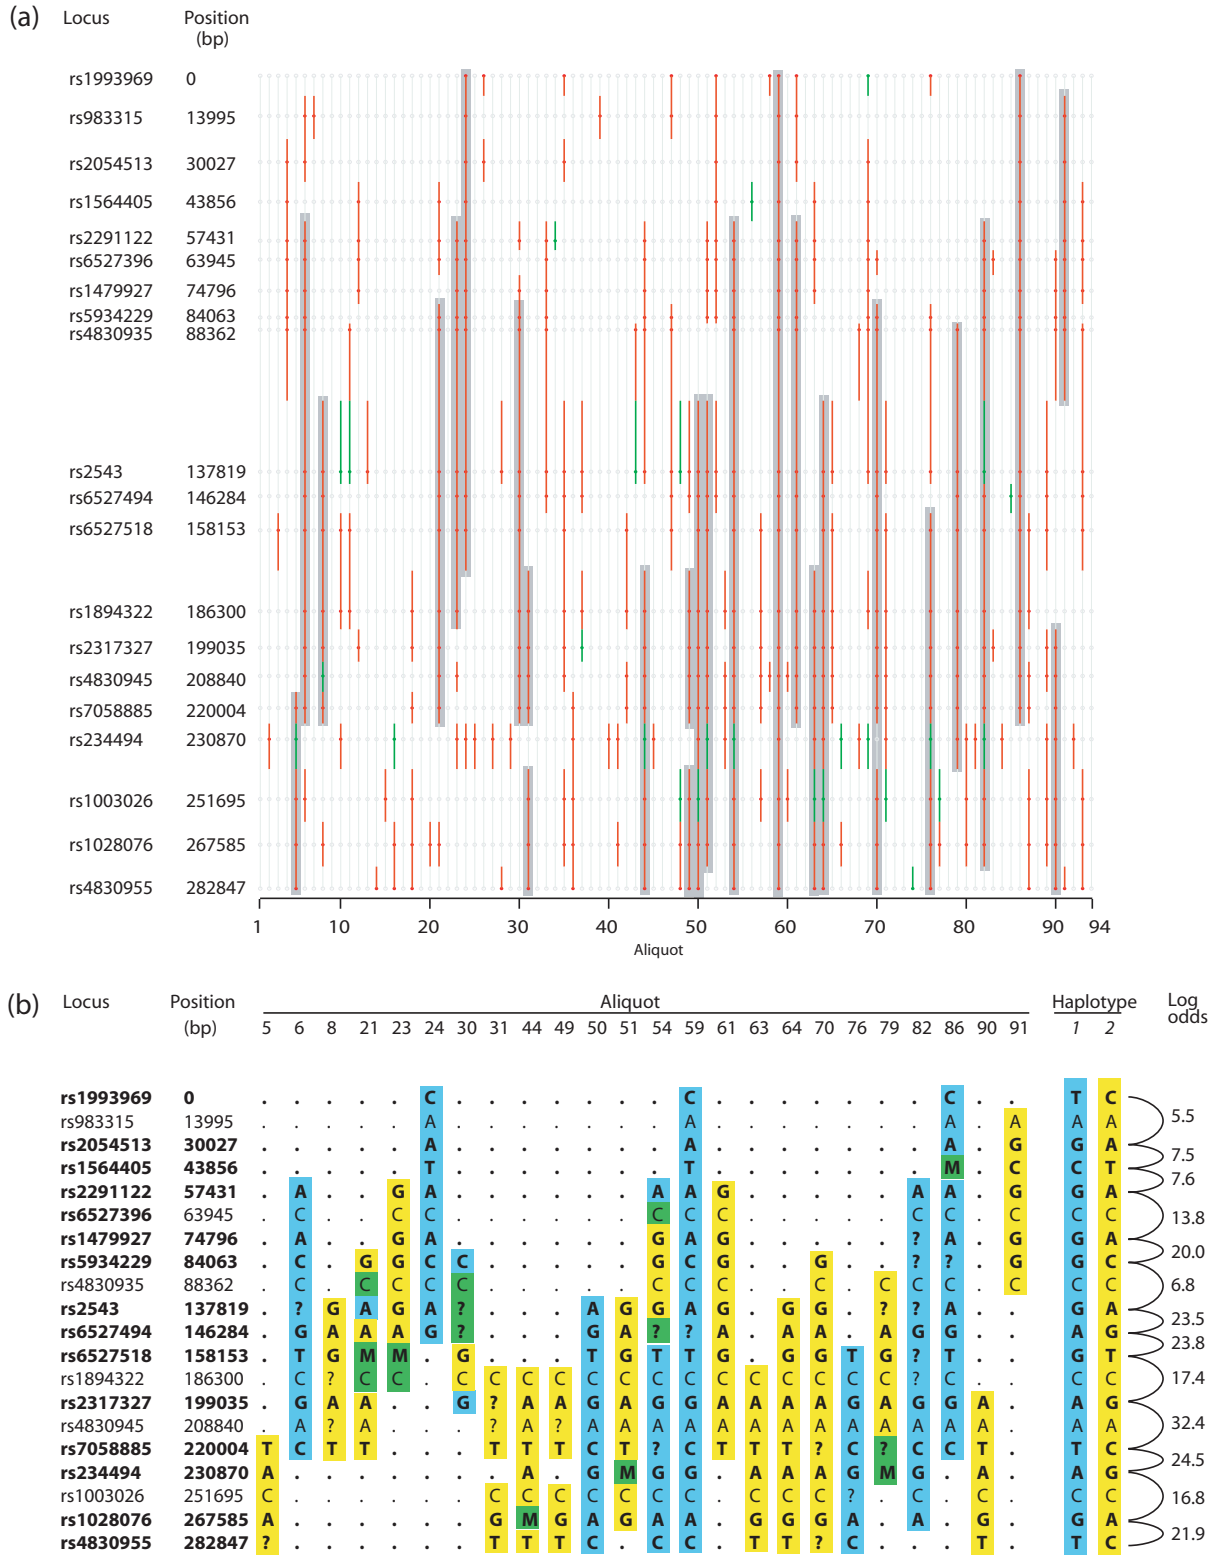 (a) Locus Position
(bp)
rs1993969 0
rs983315 13995
rs2054513 30027
rs1564405 43856
rs2291122 57431
rs6527396 63945
rs1479927 74796
rs5934229 84063
rs4830935 88362
rs2543 137819
rs6527494 146284
rs6527518 158153
rs1894322 186300
rs2317327 199035
rs4830945 208840
rs7058885 220004
rs234494 230870
rs1003026 251695
rs1028076 267585
rs4830955 282847
1 10 20 30 40 50 60 70 80 90 94
Aliquot
(b) Locus Position Aliquot Haplotype Log
(bp) 5 6 8 21 23 24 30 31 44 49 50 51 54 59 61 63 64 70 76 79 82 86 90 91 1 2 odds
rs1993969 0 . . . . . C . . . . . . . C . . . . . . . C . . T C
rs983315 13995 . . . . . A . . . . . . . A . . . . . . . A . A A A 5.5
rs2054513 30027 . . . . . A . . . . . . . A . . . . . . . A . G G A
7.5
rs1564405 43856 . . . . . T . . . . . . . T . . . . . . . M . C C T
7.6
rs2291122 57431 . A . . G A . . . . . . A A G . . . . . A A . G G A
rs6527396 63945 . C . . C C . . . . . . C C C . . . . . C C . C C C 13.8
rs1479927 74796 . A . . G A . . . . . . G A G . . . . . ? A . G G A
20.0
rs5934229 84063 . C . G G C C . . . . . G C G . . G . . ? ? . G G C
rs4830935 88362 . C . C C C C . . . . . C C C . . C . C C C . C C C 6.8
rs2543 137819 . ? G A G A ? . . . A G G A G . G G . ? ? A . . G A
23.5
rs6527494 146284 . G A A A G ? . . . G A ? ? A . A A . A G G . . A G
23.8
rs6527518 158153 . T G M M . G . . . T G T T G . G G T G ? T . . G T
rs1894322 186300 . C ? C C . C C C C C C C C C C C C C C ? C . . C C 17.4
rs2317327 199035 . G A A . . G ? A A G A G G A A A A G A G G A . A G
rs4830945 208840 . A ? A . . . ? A ? A A A A A A A A A A A A A . A A 32.4
rs7058885 220004 T C T T . . . T T T C T ? C T T T ? C ? C C T . T C
24.5
rs234494 230870 A . . . . . . . A . G M G G . A A A G M G . A . A G
rs1003026 251695 C . . . . . . C C C C C C C . C C C ? . C . C . C C 16.8
rs1028076 267585 A . . . . . . G M G A G A A . G G G A . A . G . G A
rs4830955 282847 ? . . . . . . T T T C . C C . T T ? C . . . T . T C 21.9